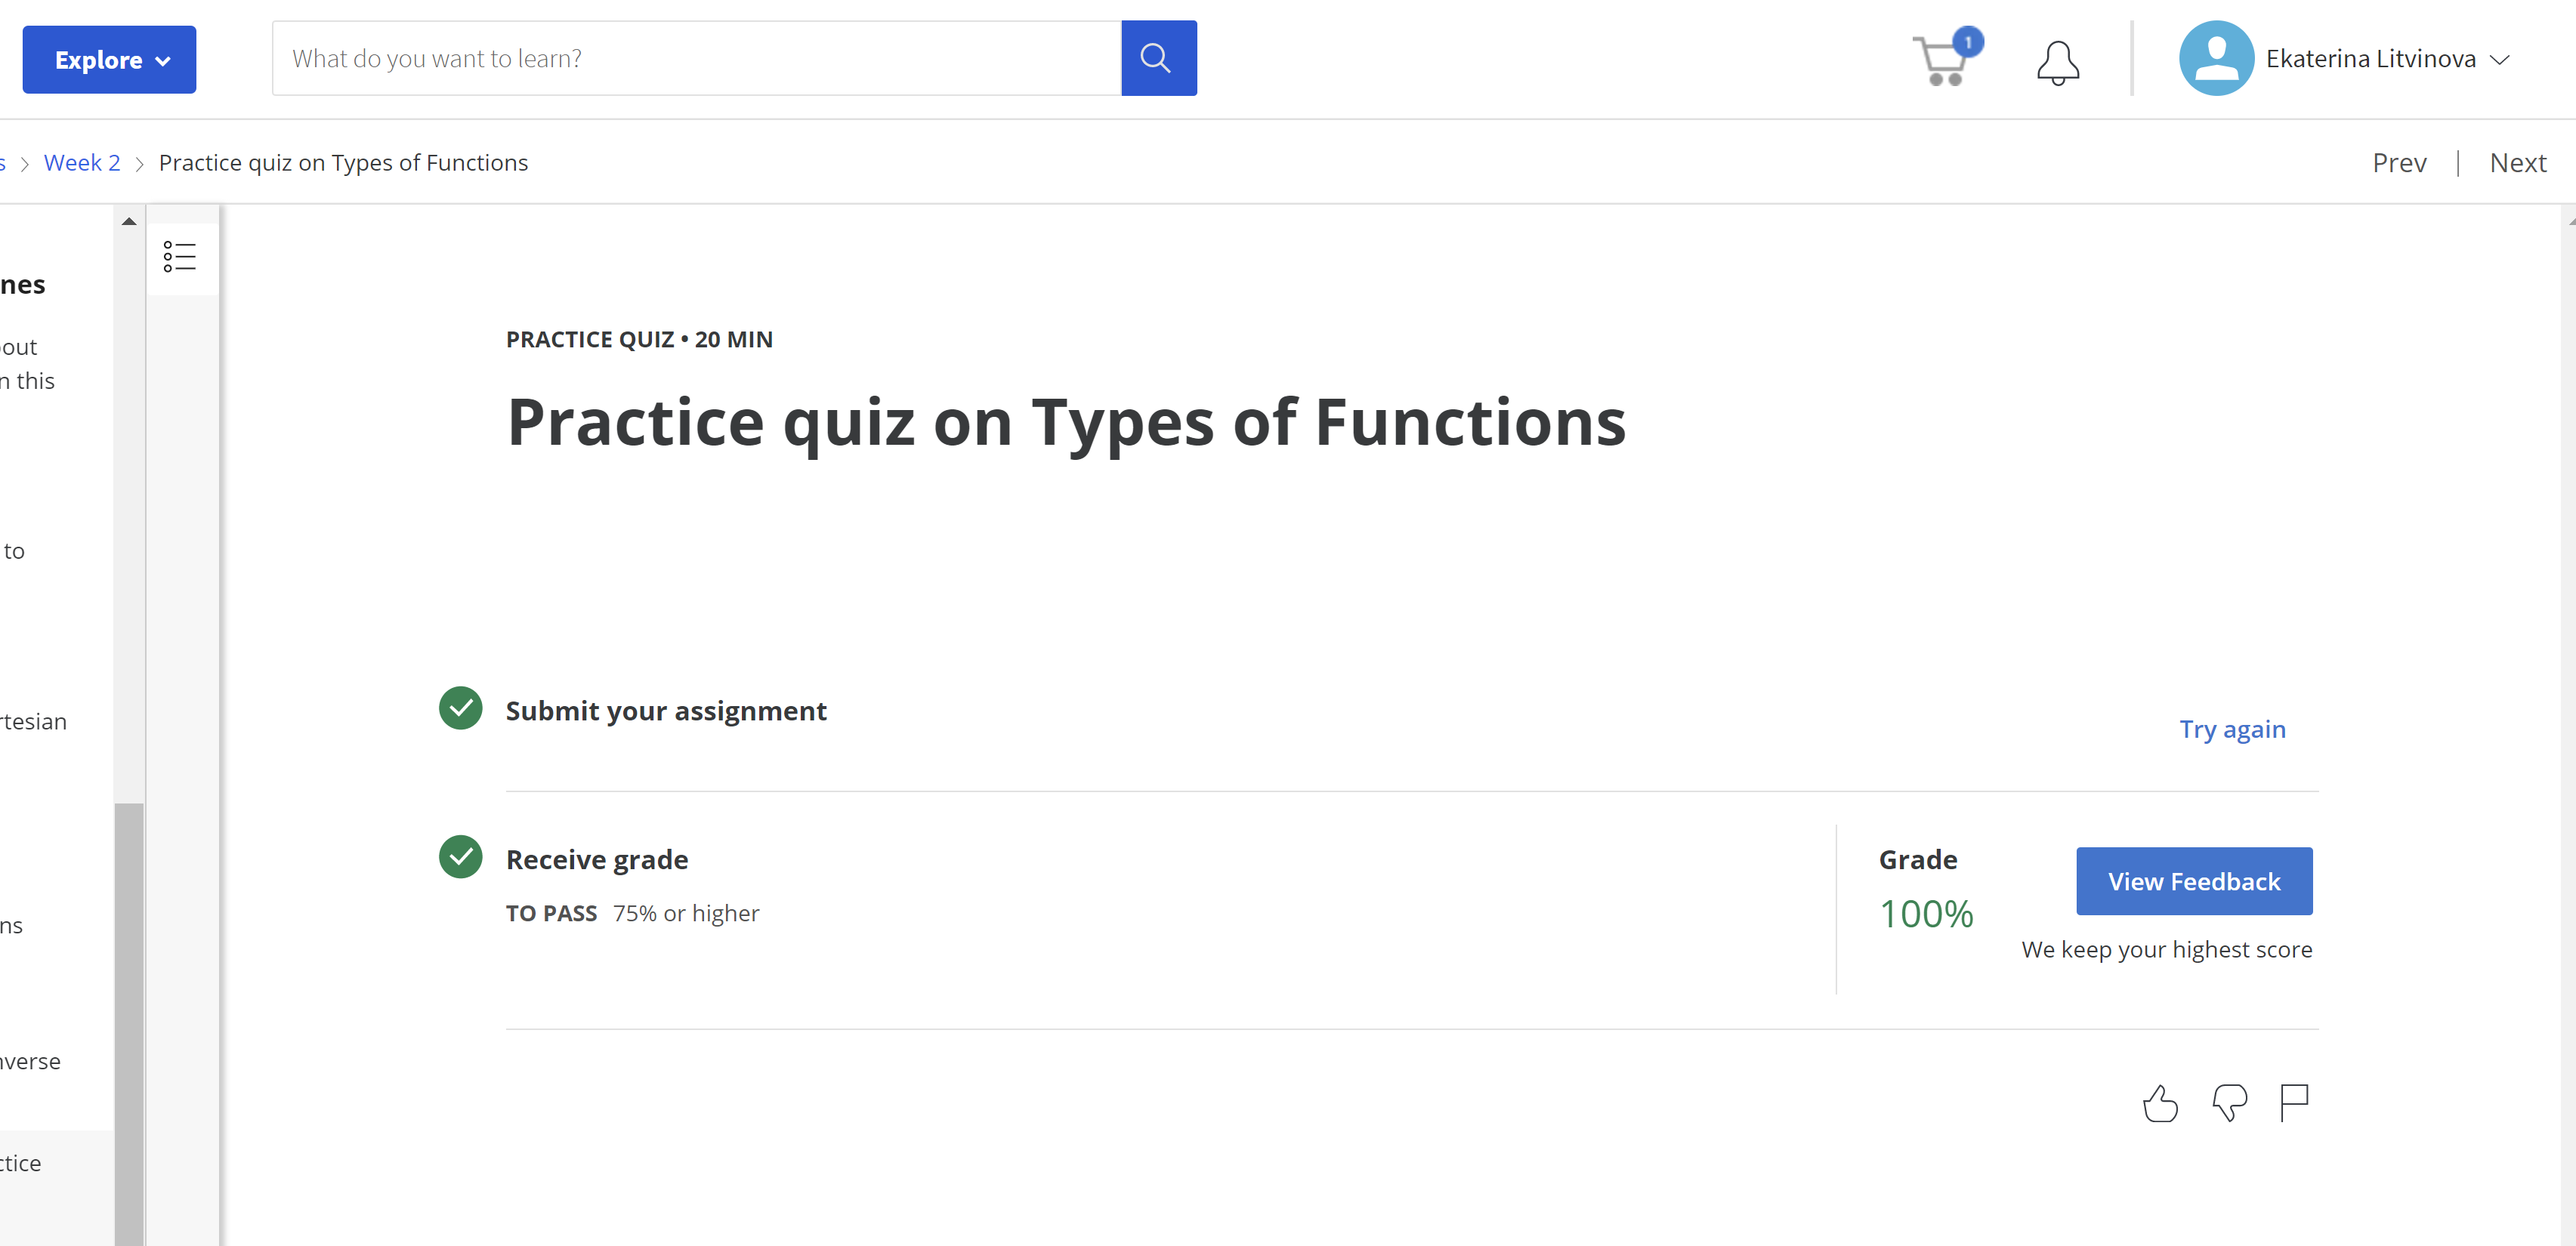 Explore
What do you want to learn?
1
Ekaterina Litvinova
s > Week 2 > Practice quiz on Types of Functions
Prev | Next
nes
out
n this
to
rtesian
ns
verse
ctice
PRACTICE QUIZ • 20 MIN
Practice quiz on Types of Functions
Submit your assignment
Try again
Receive grade
TO PASS 75% or higher
Grade
100%
View Feedback
We keep your highest score